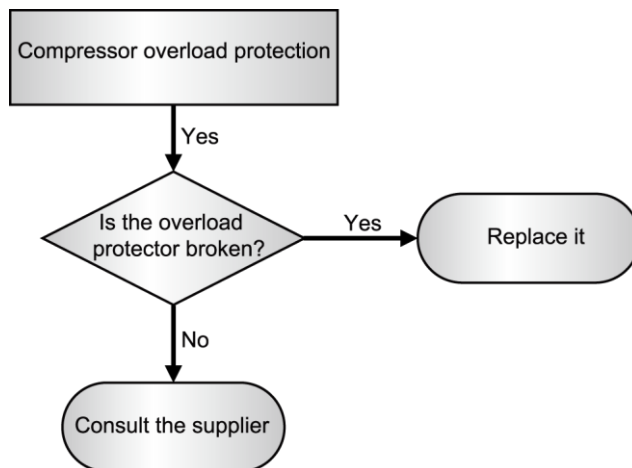 Compressor overload protection
Yes
Is the overload
protector broken?
Yes
Replace it
No
Consult the supplier